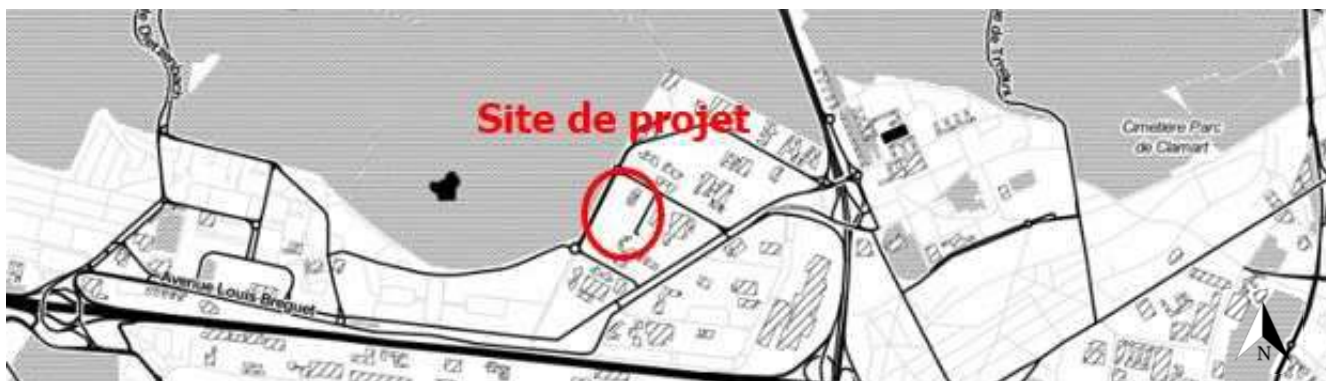 Site de projet
Cimetière Parc
de Clamart
Avenue Louis-Breguet
N